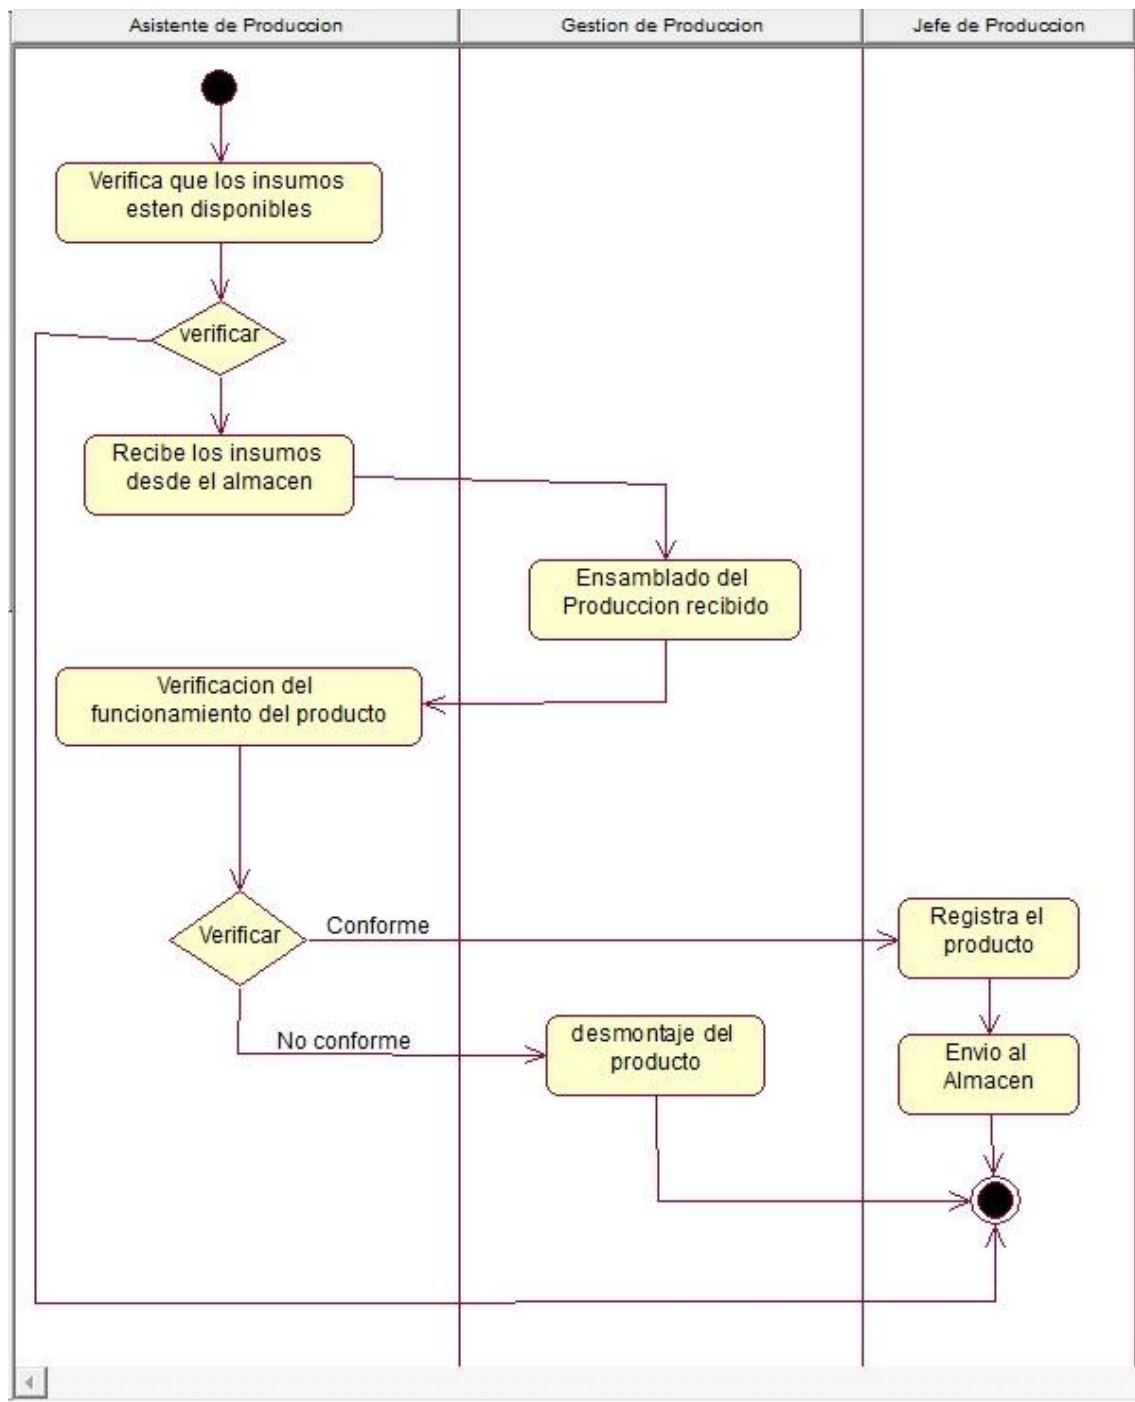 Asistente de Produccion
Gestion de Produccion
Jefe de Produccion
Verifica que los insumos
esten disponibles
verificar
Recibe los insumos
desde el almacen
Ensamblado del
Produccion recibido
Verificacion del
funcionamiento del producto
Verificar
Conforme
Registra el
producto
No conforme
desmontaje del
producto
Envio al
Almacen